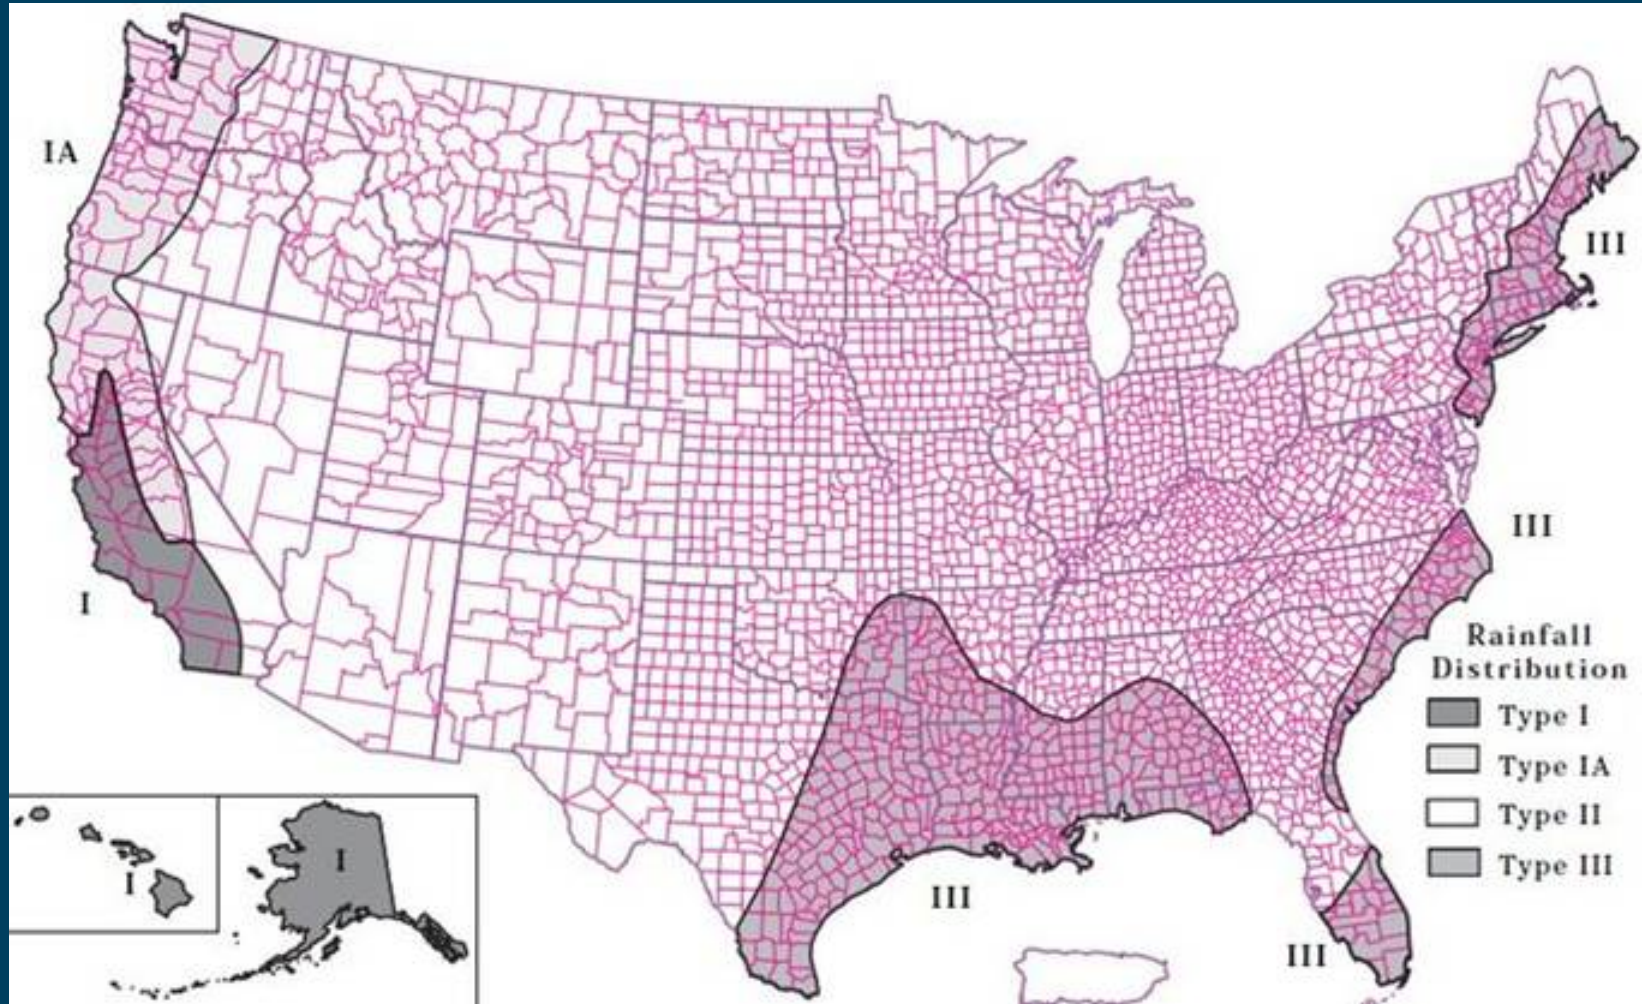 IA
III
III
I
Rainfall
Distribution
Type I
Type IA
Type II
Type III
I
I
III
III